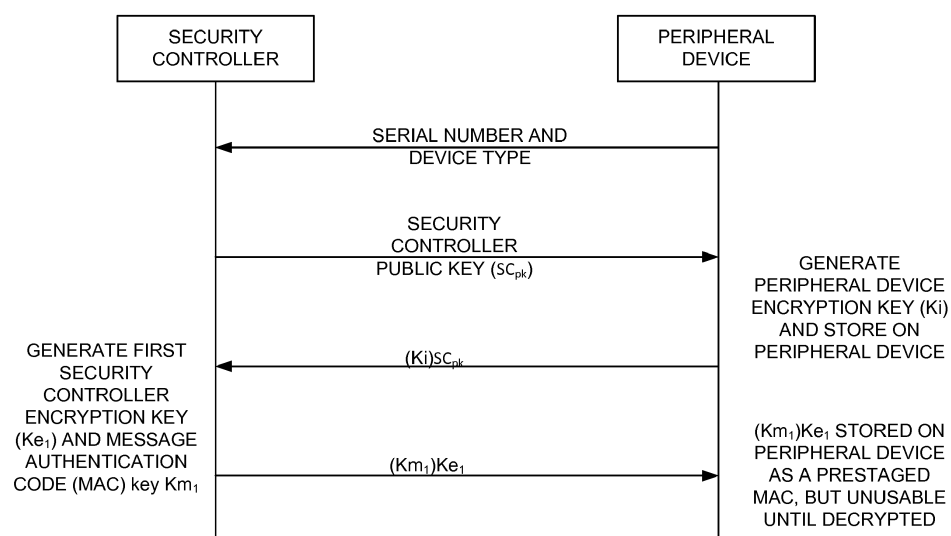 SECURITY
CONTROLLER
PERIPHERAL
DEVICE
SERIAL NUMBER AND
DEVICE TYPE
SECURITY
CONTROLLER
PUBLIC KEY (SCpk)
GENERATE
PERIPHERAL DEVICE
ENCRYPTION KEY (Ki)
AND STORE ON
PERIPHERAL DEVICE
(Ki)SCpk
GENERATE FIRST
SECURITY
CONTROLLER
ENCRYPTION KEY
(Ke1) AND MESSAGE
AUTHENTICATION
CODE (MAC) key Km1
(Km1)Ke1
(Km1)Ke1 STORED ON
PERIPHERAL DEVICE
AS A PRESTAGED
MAC, BUT UNUSABLE
UNTIL DECRYPTED